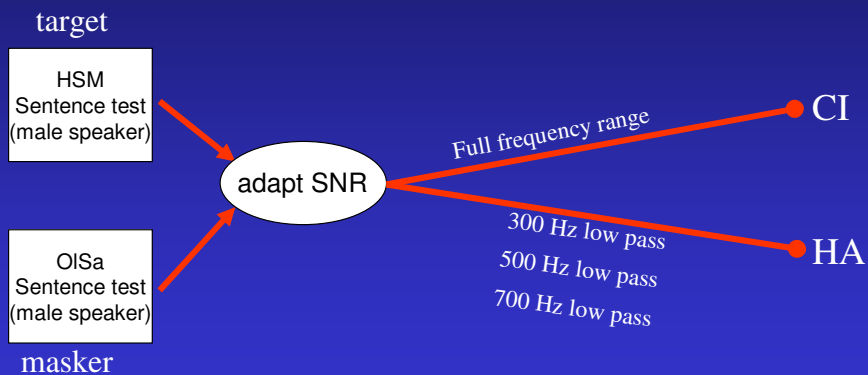 target
HSM
Sentence test
(male speaker)
adapt SNR
Full frequency range
CI
300 Hz low pass
500 Hz low pass
700 Hz low pass
HA
OlSa
Sentence test
(male speaker)
masker